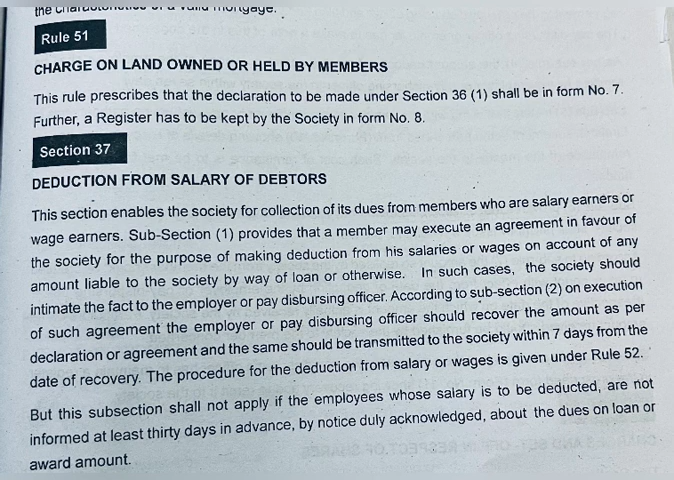 Rule 51
CHARGE ON LAND OWNED OR HELD BY MEMBERS
This rule prescribes that the declaration to be made under Section 36 (1) shall be in form No. 7.
Further, a Register has to be kept by the Society in form No. 8.
Section 37
DEDUCTION FROM SALARY OF DEBTORS
This section enables the society for collection of its dues from members who are salary earners or
wage earners. Sub-Section (1) provides that a member may execute an agreement in favour of
the society for the purpose of making deduction from his salaries or wages on account of any
amount liable to the society by way of loan or otherwise. In such cases, the society should
intimate the fact to the employer or pay disbursing officer. According to sub-section (2) on execution
of such agreement the employer or pay disbursing officer should recover the amount as per
declaration or agreement and the same should be transmitted to the society within 7 days from the
date of recovery. The procedure for the deduction from salary or wages is given under Rule 52.
But this subsection shall not apply if the employees whose salary is to be deducted, are not
informed at least thirty days in advance, by notice duly acknowledged, about the dues on loan or
award amount.